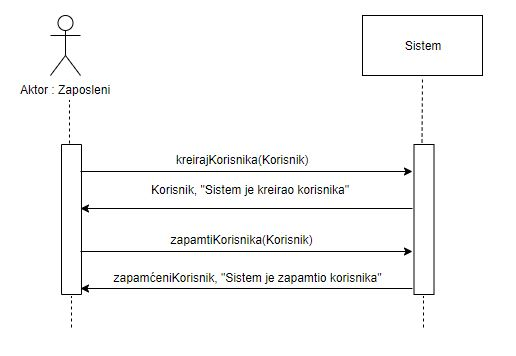 Sistem
Aktor : Zaposleni
kreirajKorisnika(Korisnik)
Korisnik, "Sistem je kreirao korisnika"
zapamtiKorisnika(Korisnik)
zapamćeniKorisnik, "Sistem je zapamtio korisnika"